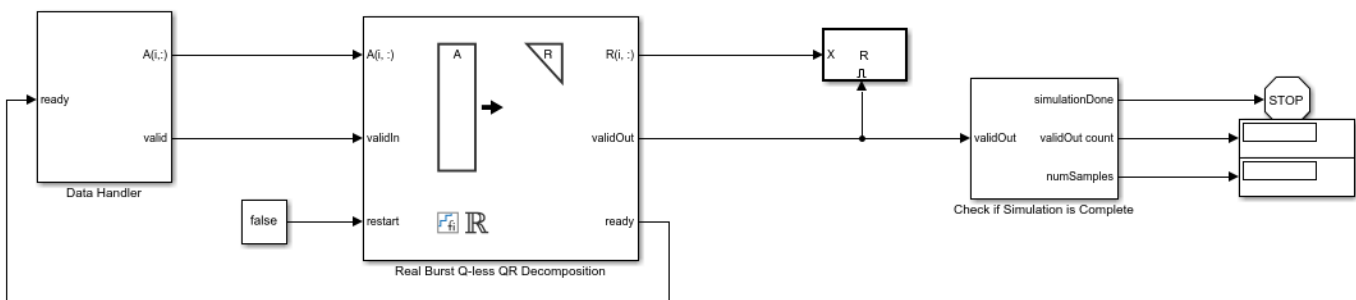 A(i,:)
ready
valid
Data Handler
false
A(i, :)
validIn
restart
A
R
fi ℝ
R(i, :)
validOut
ready
Real Burst Q-less QR Decomposition
X R
validOut
simulationDone
validOut count
numSamples
Check if Simulation is Complete
STOP